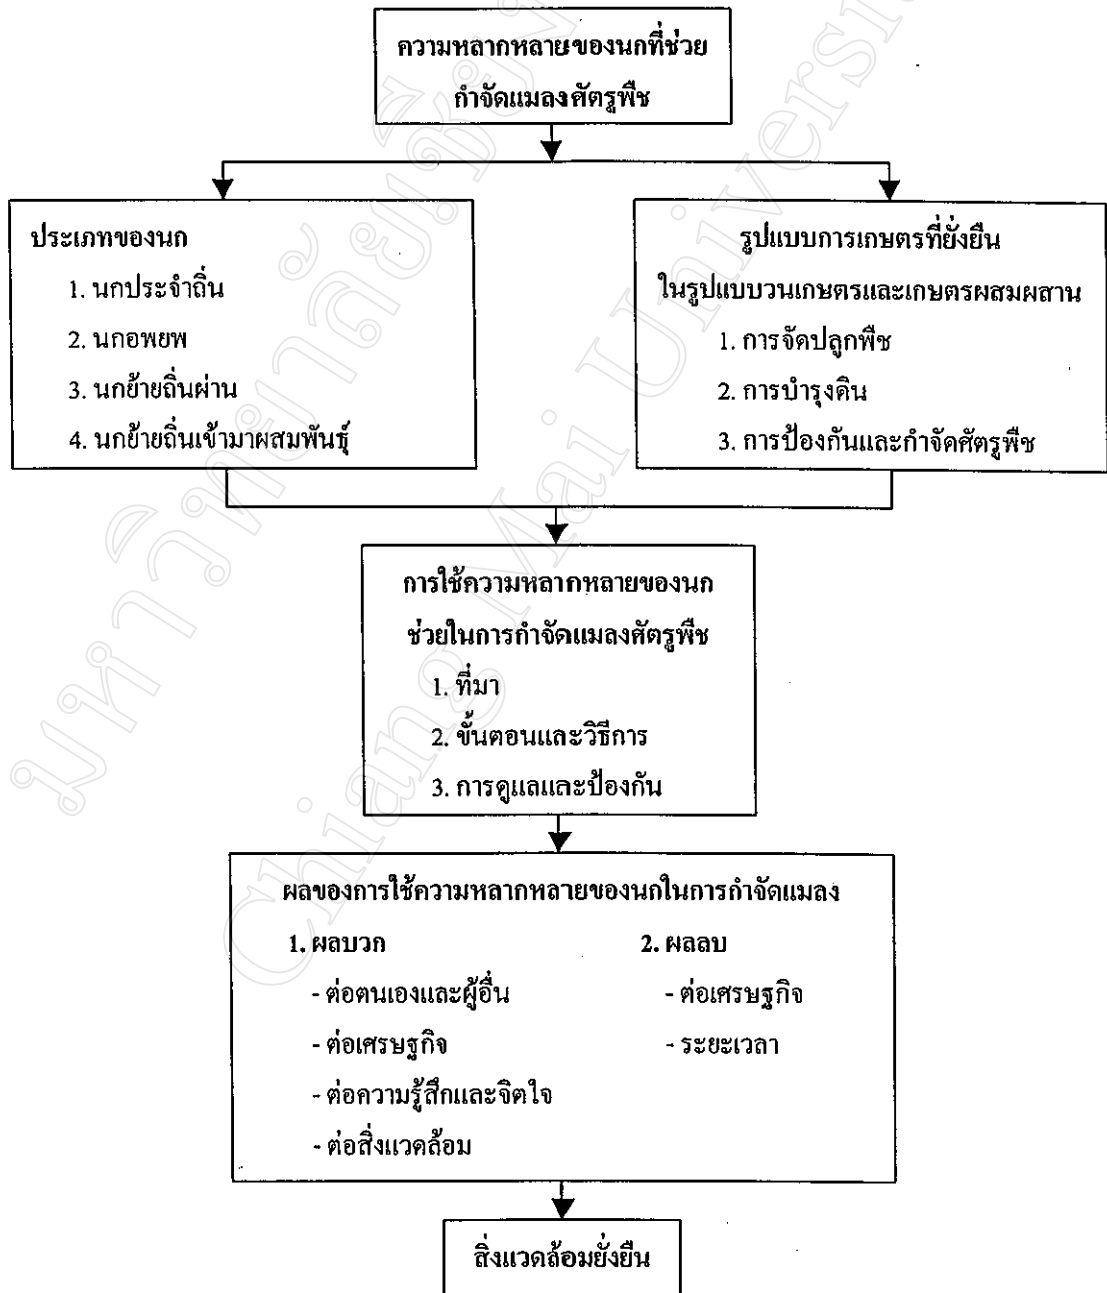 ความหลากหลายของนกที่ช่วย
กำจัดแมลงศัตรูพืช
ประเภทของนก
1. นกประจำถิ่น
2. นกอพยพ
3. นกย้ายถิ่นผ่าน
4. นกย้ายถิ่นเข้ามาผสมพันธุ์
รูปแบบการเกษตรที่ยั่งยืน
ในรูปแบบวนเกษตรและเกษตรผสมผสาน
1. การจัดปลูกพืช
2. การบำรุงดิน
3. การป้องกันและกำจัดศัตรูพืช
การใช้ความหลากหลายของนก
ช่วยในการกำจัดแมลงศัตรูพืช
1. ที่มา
2. ขั้นตอนและวิธีการ
3. การดูแลและป้องกัน
ผลของการใช้ความหลากหลายของนกในการกำจัดแมลง
1. ผลบวก
- ต่อตนเองและผู้อื่น
- ต่อเศรษฐกิจ
- ต่อความรู้สึกและจิตใจ
- ต่อสิ่งแวดล้อม
2. ผลลบ
- ต่อเศรษฐกิจ
- ระยะเวลา
สิ่งแวดล้อมยั่งยืน
มหาวิทยาลัยเชียงให
Chiang Mai Universi